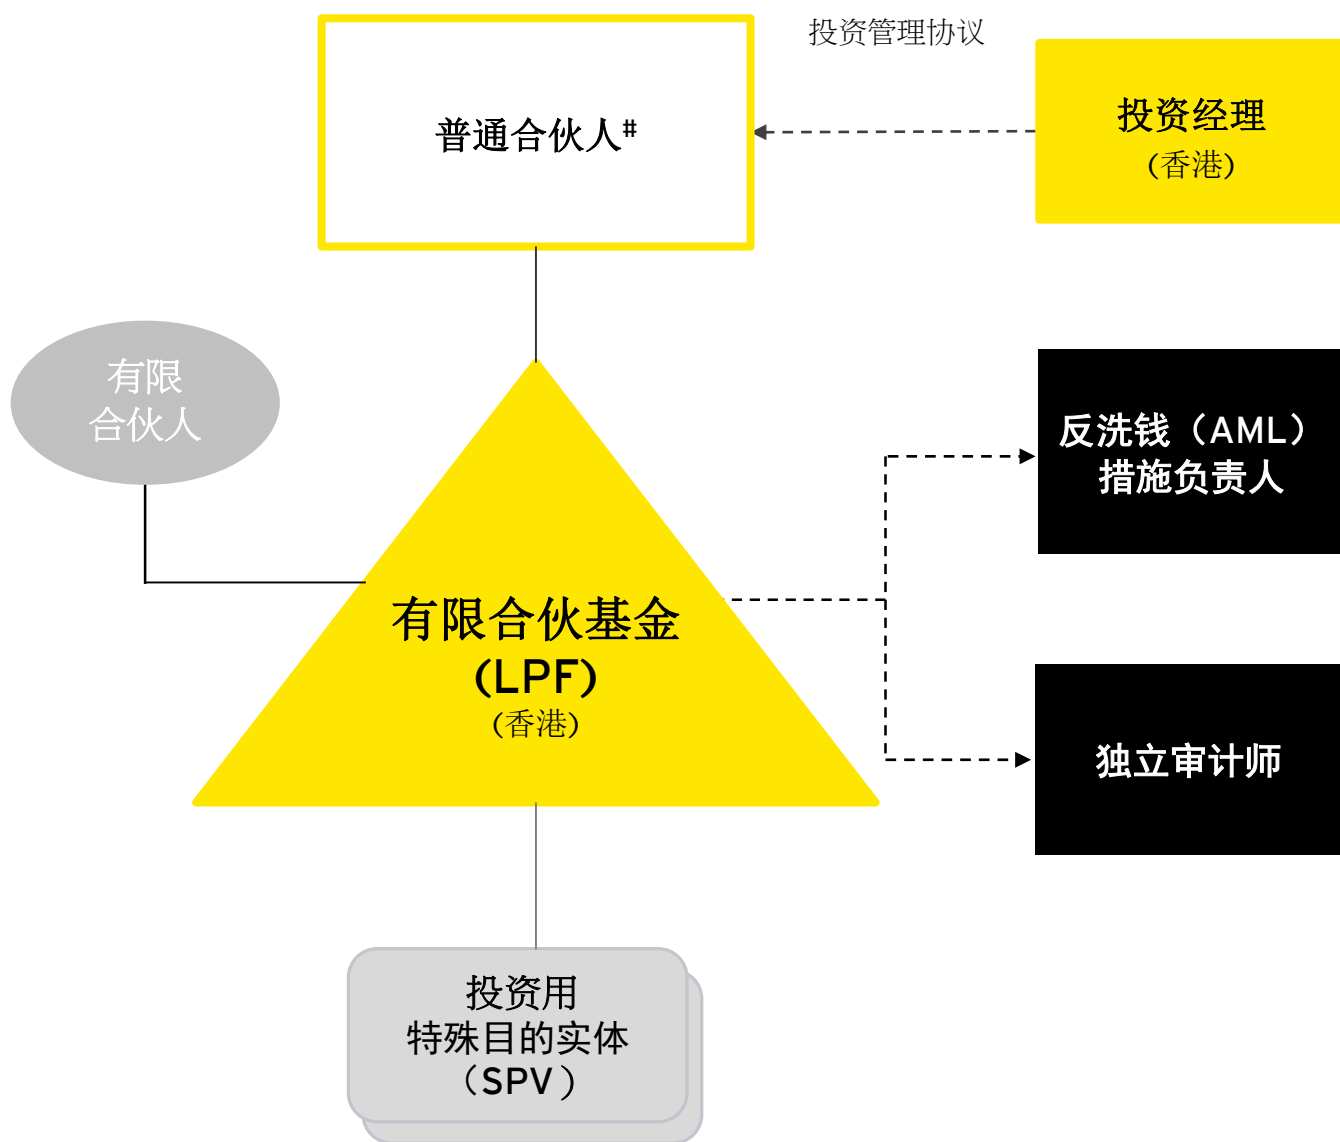 投资管理协议
普通合伙人#
投资经理
(香港)
有限
合伙人
反洗钱（AML）
措施负责人
有限合伙基金
(LPF)
(香港)
独立审计师
投资用
特殊目的实体
（SPV）